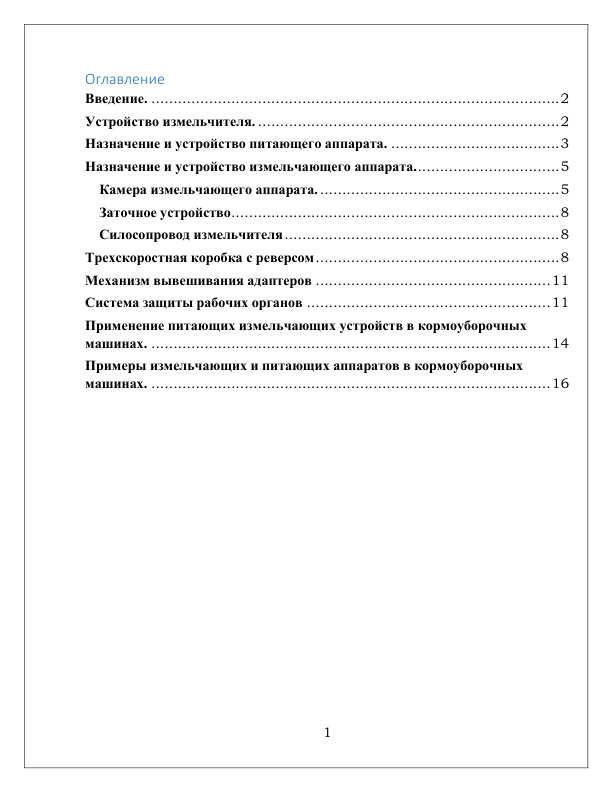 Оглавление
Введение. ........................................................................................... 2
Устройство измельчителя. ................................................................... 2
Назначение и устройство питающего аппарата. ...................................... 3
Назначение и устройство измельчающего аппарата. ................................ 5
Камера измельчающего аппарата. ...................................................... 5
Заточное устройство ......................................................................... 8
Силосопровод измельчителя ............................................................. 8
Трехскоростная коробка с реверсом ...................................................... 8
Механизм вывешивания адаптеров ..................................................... 11
Система защиты рабочих органов ....................................................... 11
Применение питающих измельчающих устройств в кормоуборочных
машинах. ......................................................................................... 14
Примеры измельчающих и питающих аппаратов в кормоуборочных
машинах. ......................................................................................... 16
1